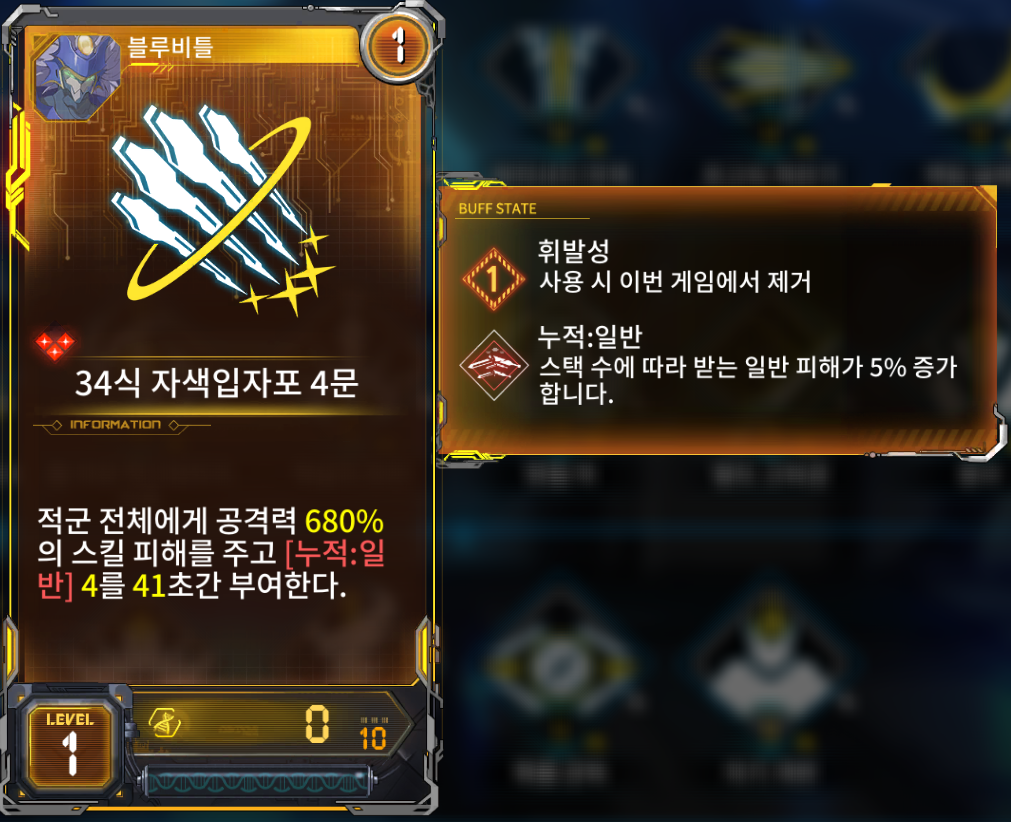 블루비틀
1
34식 자색입자포 4문
INFORMATION
적군 전체에게 공격력 680%
의 스킬 피해를 주고 [누적:일
반] 4를 41초간 부여한다.
LEVEL
1
0
10
BUFF STATE
1
휘발성
사용 시 이번 게임에서 제거
누적:일반
스택 수에 따라 받는 일반 피해가 5% 증가
합니다.